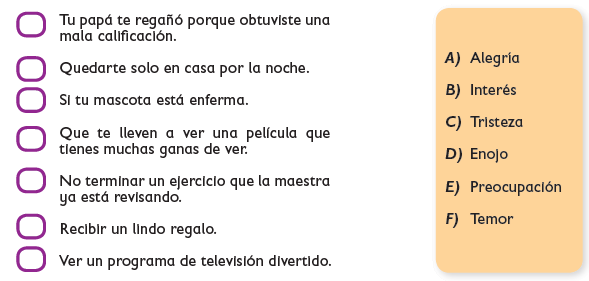 Tu papá te regañó porque obtuviste una
mala calificación.
Quedarte solo en casa por la noche.
Si tu mascota está enferma.
Que te lleven a ver una película que
tienes muchas ganas de ver.
No terminar un ejercicio que la maestra
ya está revisando.
Recibir un lindo regalo.
Ver un programa de televisión divertido.
A) Alegría
B) Interés
C) Tristeza
D) Enojo
E) Preocupación
F) Temor